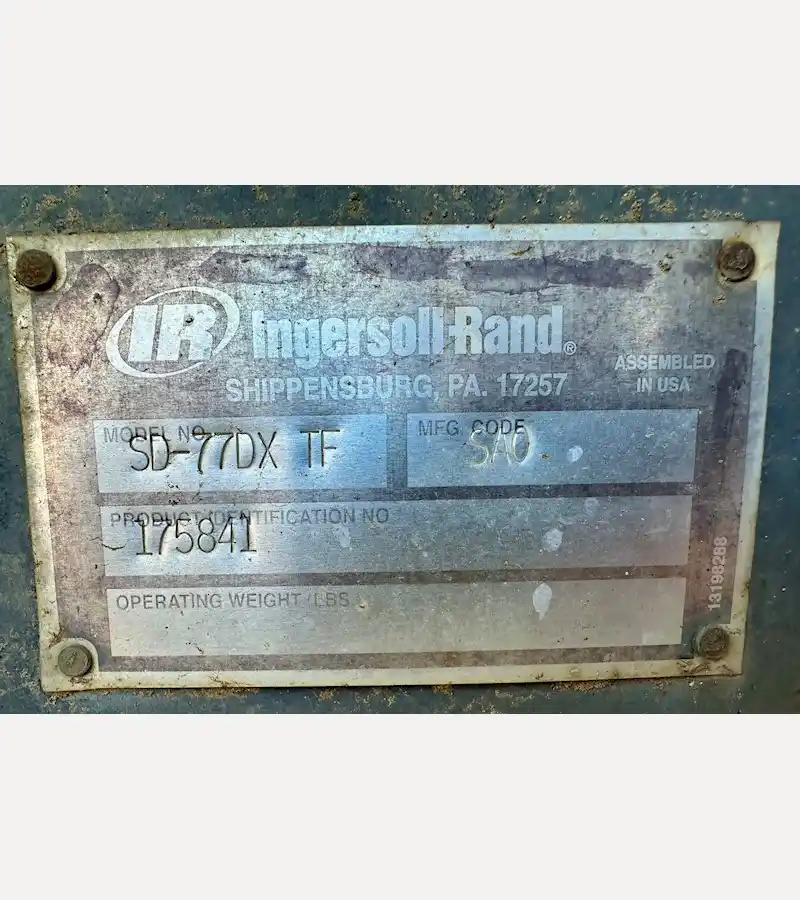 IR Ingersoll-Rand®
SHIPPENSBURG, PA. 17257
ASSEMBLED
IN USA
MODEL NO
SD-77DX TF
MFG CODE
SAO
PRODUCT IDENTIFICATION NO
175841
OPERATING WEIGHT / LBS
13198288